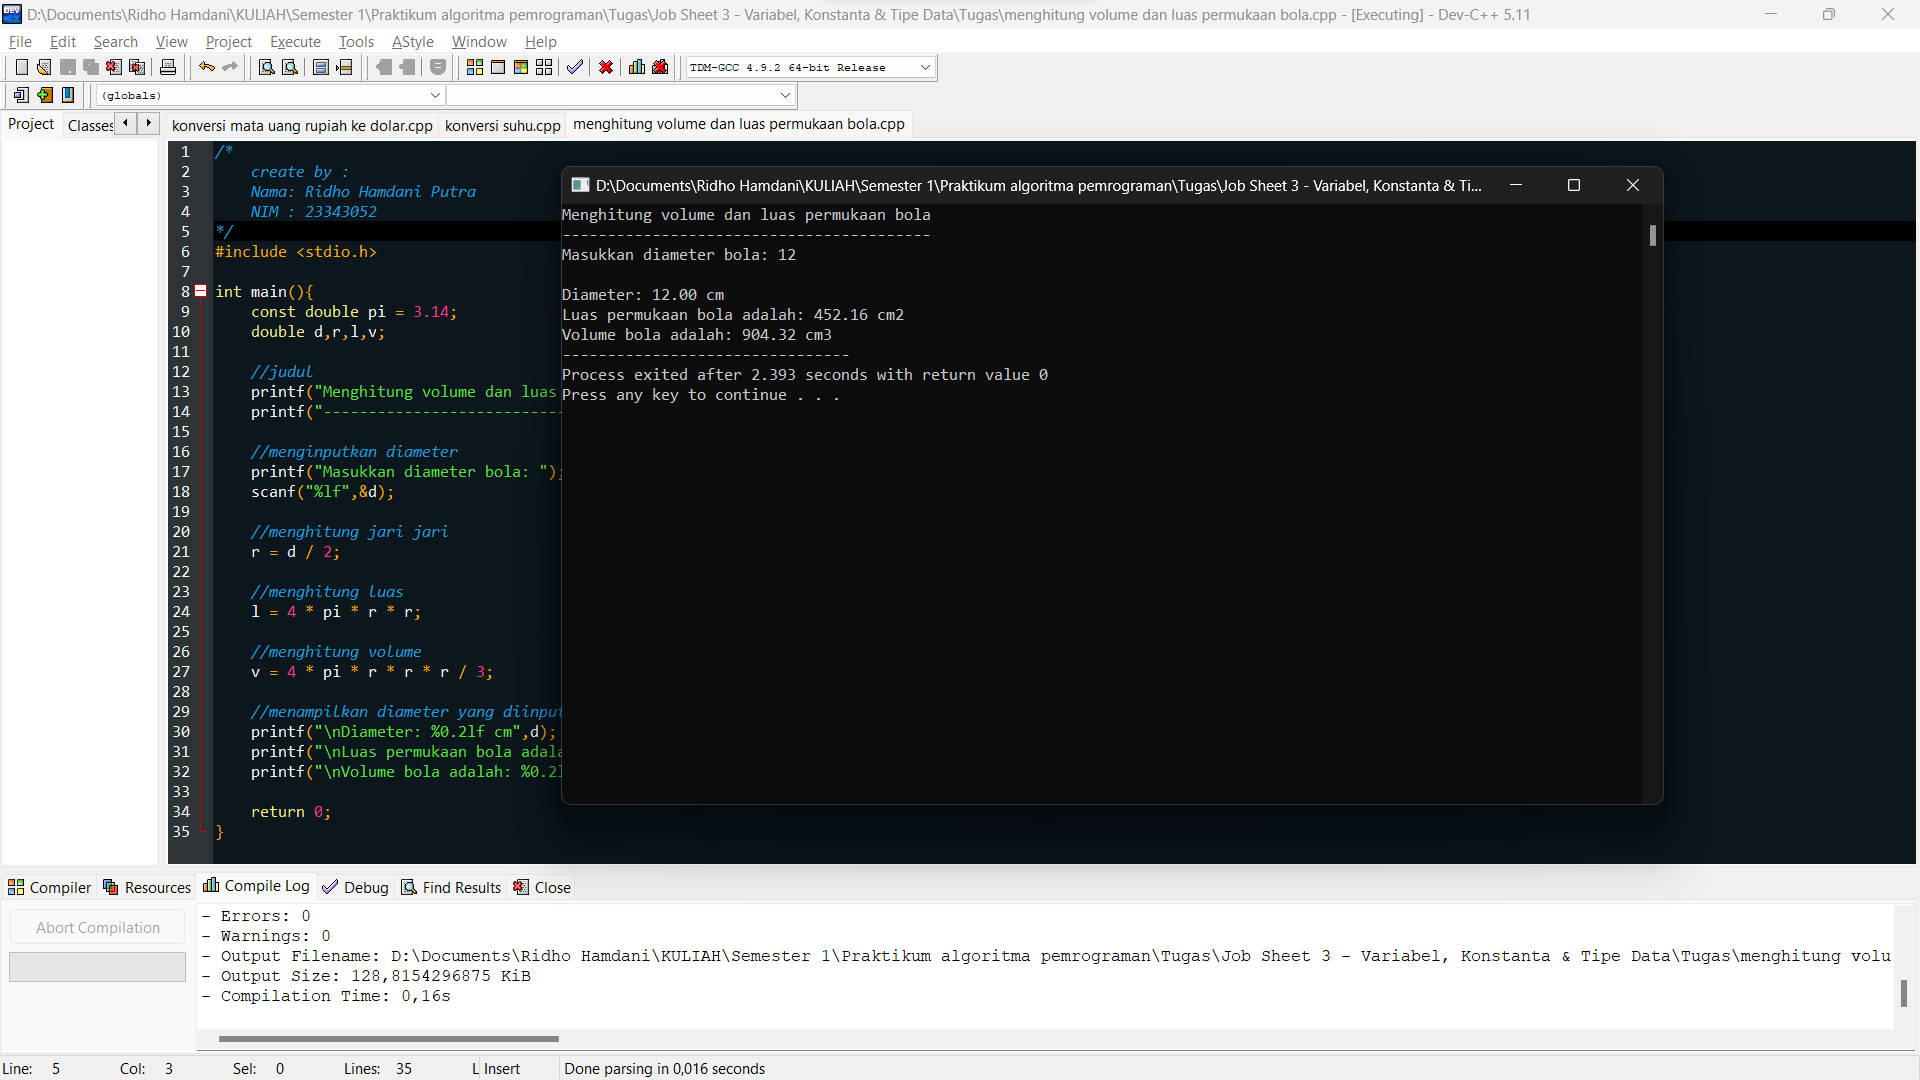 D:\Documents\Ridho Hamdani\KULIAH\Semester 1\Praktikum algoritma pemrograman\Tugas\Job Sheet 3 - Variabel, Konstanta & Tipe Data\Tugas\menghitung volume dan luas permukaan bola.cpp - [Executing] - Dev-C++ 5.11
File Edit Search View Project Execute Tools AStyle Window Help
TDM-GCC 4.9.2 64-bit Release
(globals)
Project Classes konversi mata uang rupiah ke dolar.cpp konversi suhu.cpp menghitung volume dan luas permukaan bola.cpp
1 /*
2 create by :
3 Nama: Ridho Hamdani Putra
4 NIM : 23343052
5 */
6 #include <stdio.h>
7
8 int main(){
9 const double pi = 3.14;
10 double d,r,l,v;
11
12 //judul
13 printf("Menghitung volume dan luas
14 printf("---------------------------
15
16 //menginputkan diameter
17 printf("Masukkan diameter bola: ");
18 scanf("%lf",&d);
19
20 //menghitung jari jari
21 r = d / 2;
22
23 //menghitung luas
24 l = 4 * pi * r * r;
25
26 //menghitung volume
27 v = 4 * pi * r * r * r / 3;
28
29 //menampilkan diameter yang diinput
30 printf("\nDiameter: %0.2lf cm",d);
31 printf("\nLuas permukaan bola adala
32 printf("\nVolume bola adalah: %0.2l
33
34 return 0;
35 }
D:\Documents\Ridho Hamdani\KULIAH\Semester 1\Praktikum algoritma pemrograman\Tugas\Job Sheet 3 - Variabel, Konstanta & Ti...
Menghitung volume dan luas permukaan bola
-----------------------------------------
Masukkan diameter bola: 12
Diameter: 12.00 cm
Luas permukaan bola adalah: 452.16 cm2
Volume bola adalah: 904.32 cm3
--------------------------------
Process exited after 2.393 seconds with return value 0
Press any key to continue . . .
Compiler Resources Compile Log Debug Find Results Close
Abort Compilation
- Errors: 0
- Warnings: 0
- Output Filename: D:\Documents\Ridho Hamdani\KULIAH\Semester 1\Praktikum algoritma pemrograman\Tugas\Job Sheet 3 - Variabel, Konstanta & Tipe Data\Tugas\menghitung volu
- Output Size: 128,8154296875 KiB
- Compilation Time: 0,16s
Line: 5 Col: 3 Sel: 0 Lines: 35 L Insert Done parsing in 0,016 seconds